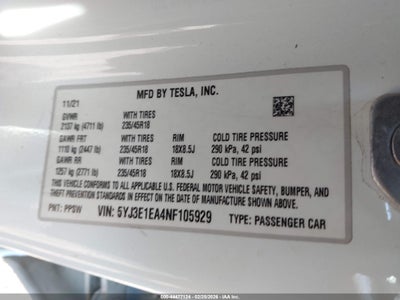 MFD BY TESLA, INC.
11/21
GVWR WITH TIRES
2137 kg (4711 lb) 235/45R18
GAWR FRT WITH TIRES RIM COLD TIRE PRESSURE
1110 kg (2447 lb) 235/45R18 18X8.5J 290 kPa, 42 psi
GAWR RR WITH TIRES RIM COLD TIRE PRESSURE
1257 kg (2771 lb) 235/45R18 18X8.5J 290 kPa, 42 psi
THIS VEHICLE CONFORMS TO ALL APPLICABLE U.S. FEDERAL MOTOR VEHICLE SAFETY, BUMPER, AND
THEFT PREVENTION STANDARDS IN EFFECT ON THE DATE OF MANUFACTURE SHOWN ABOVE.
PNT: PPSW VIN: 5YJ3E1EA4NF105929 TYPE: PASSENGER CAR